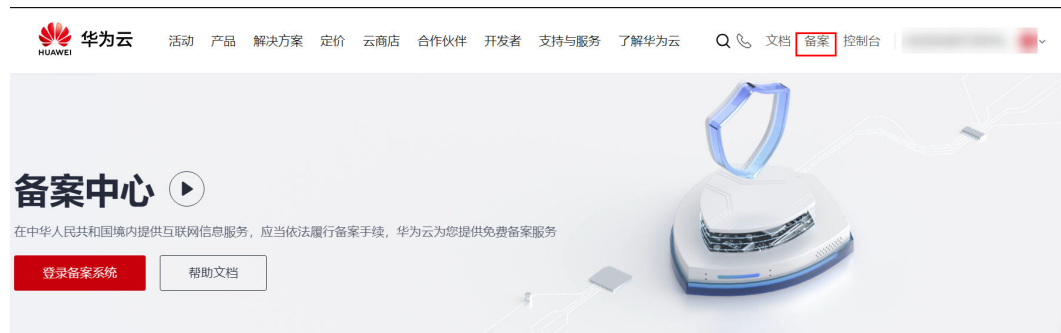 HUAWEI 华为云 活动 产品 解决方案 定价 云商店 合作伙伴 开发者 支持与服务 了解华为云 文档 备案 控制台
备案中心
在中华人民共和国境内提供互联网信息服务，应当依法履行备案手续，华为云为您提供免费备案服务
登录备案系统 帮助文档